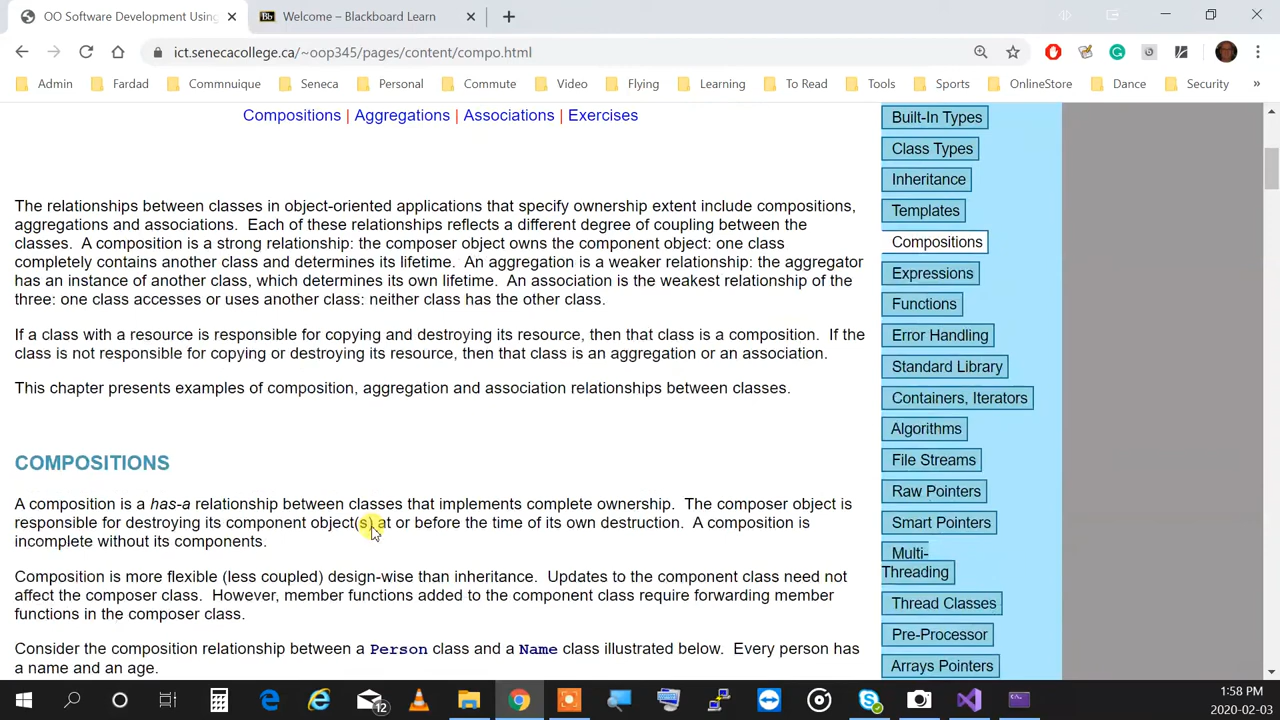 OO Software Development Using
Welcome – Blackboard Learn
ict.senecacollege.ca/~oop345/pages/content/compo.html
Admin Fardad Commnuique Seneca Personal Commute Video Flying Learning To Read Tools Sports OnlineStore Dance Security »
Compositions | Aggregations | Associations | Exercises
The relationships between classes in object-oriented applications that specify ownership extent include compositions,
aggregations and associations. Each of these relationships reflects a different degree of coupling between the
classes. A composition is a strong relationship: the composer object owns the component object: one class
completely contains another class and determines its lifetime. An aggregation is a weaker relationship: the aggregator
has an instance of another class, which determines its own lifetime. An association is the weakest relationship of the
three: one class accesses or uses another class: neither class has the other class.
If a class with a resource is responsible for copying and destroying its resource, then that class is a composition. If the
class is not responsible for copying or destroying its resource, then that class is an aggregation or an association.
This chapter presents examples of composition, aggregation and association relationships between classes.
COMPOSITIONS
A composition is a has-a relationship between classes that implements complete ownership. The composer object is
responsible for destroying its component object(s) at or before the time of its own destruction. A composition is
incomplete without its components.
Composition is more flexible (less coupled) design-wise than inheritance. Updates to the component class need not
affect the composer class. However, member functions added to the component class require forwarding member
functions in the composer class.
Consider the composition relationship between a Person class and a Name class illustrated below. Every person has
a name and an age.
Built-In Types
Class Types
Inheritance
Templates
Compositions
Expressions
Functions
Error Handling
Standard Library
Containers, Iterators
Algorithms
File Streams
Raw Pointers
Smart Pointers
Multi-
Threading
Thread Classes
Pre-Processor
Arrays Pointers
12
1:58 PM
2020-02-03